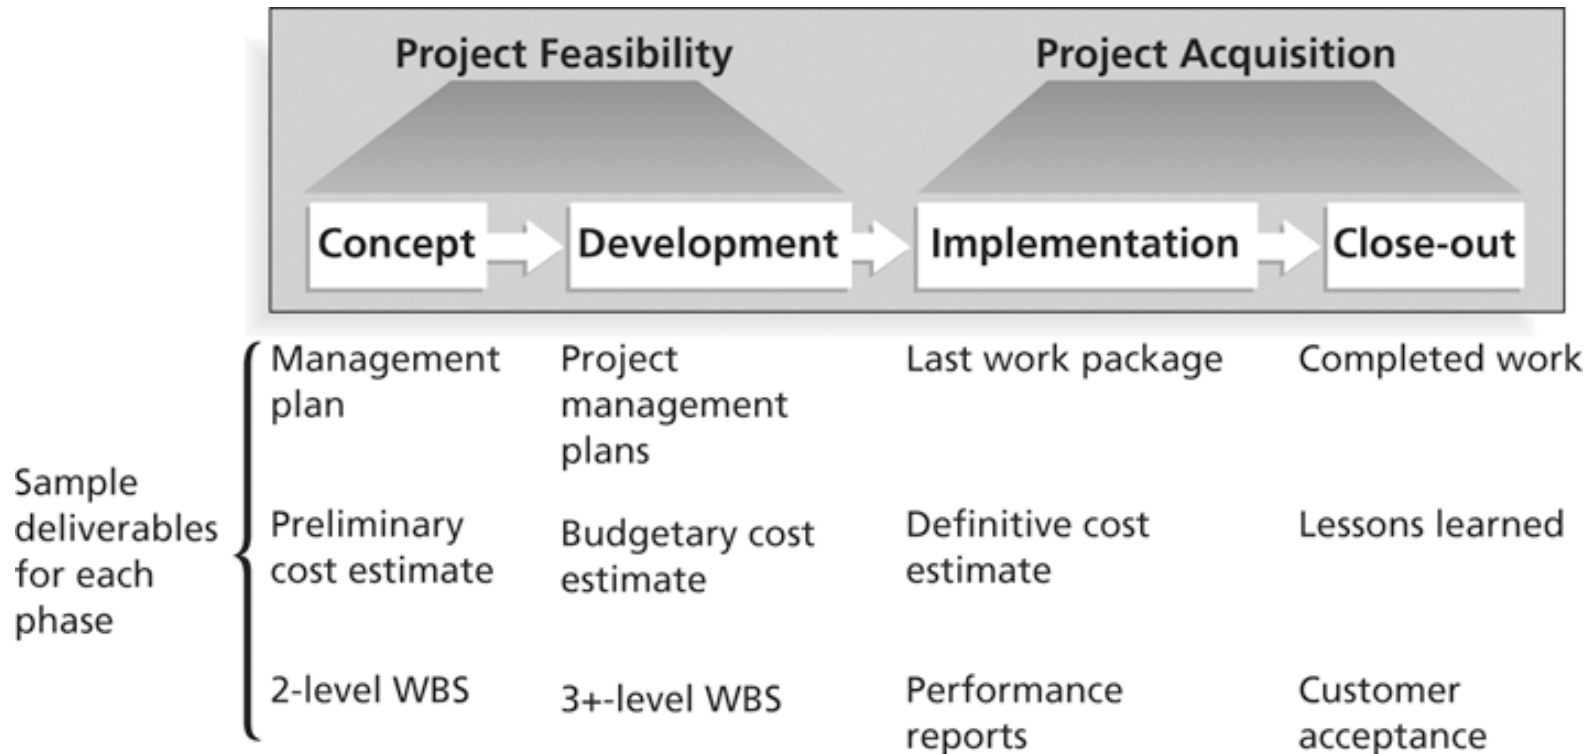 Project Feasibility
Project Acquisition
Concept
Development
Implementation
Close-out
Sample
deliverables
for each
phase
Management
plan
Project
management
plans
Last work package
Completed work
Preliminary
cost estimate
Budgetary cost
estimate
Definitive cost
estimate
Lessons learned
2-level WBS
3+-level WBS
Performance
reports
Customer
acceptance